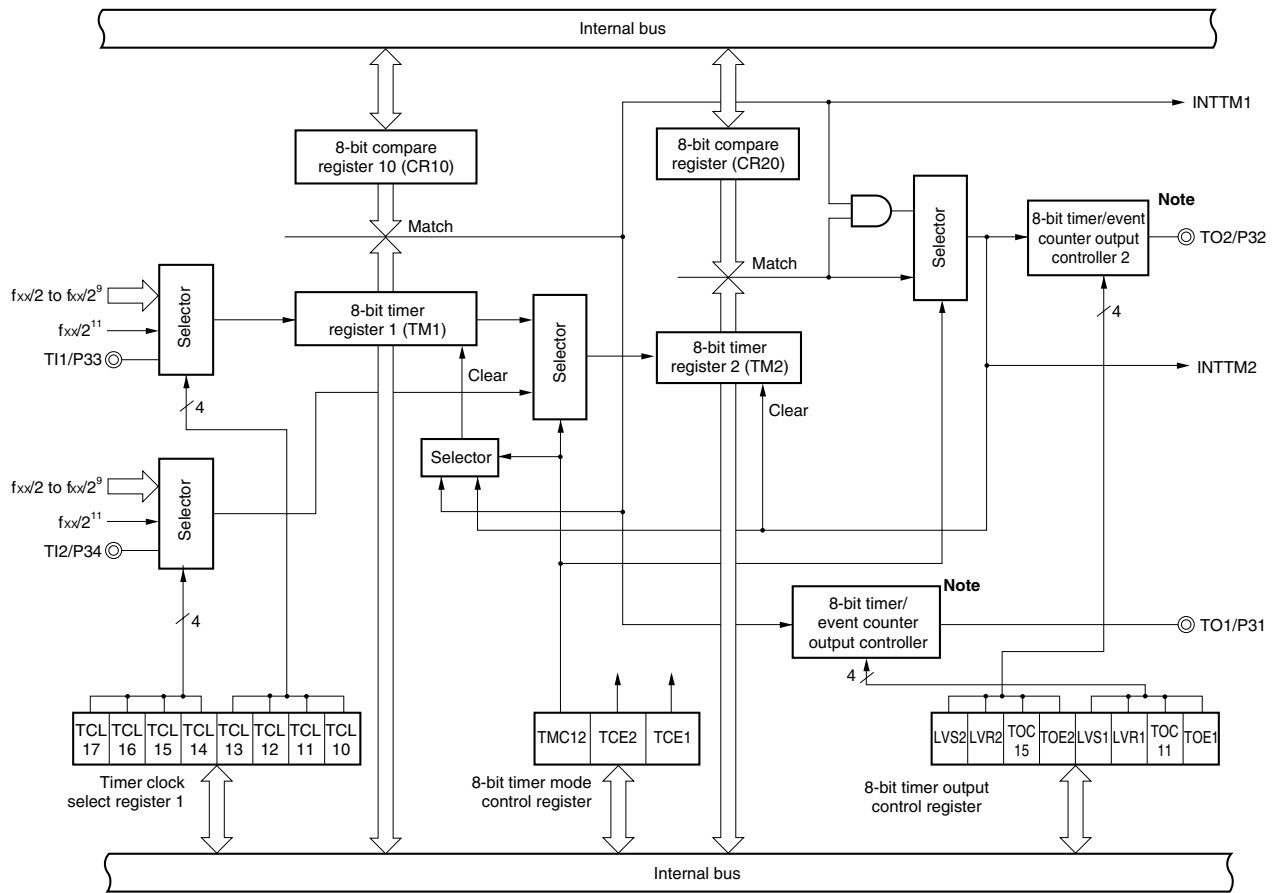 Internal bus
INTTM1
8-bit compare
register 10 (CR10)
8-bit compare
register (CR20)
Match
Selector
Note
8-bit timer/event
counter output
controller 2
TO2/P32
Match
fxx/2 to fxx/2⁹
fxx/2¹¹
TI1/P33
Selector
8-bit timer
register 1 (TM1)
Selector
8-bit timer
register 2 (TM2)
4
INTTM2
Clear
Clear
4
Selector
fxx/2 to fxx/2⁹
fxx/2¹¹
TI2/P34
Selector
4
Note
8-bit timer/
event counter
output controller
TO1/P31
4
TCL 17
TCL 16
TCL 15
TCL 14
TCL 13
TCL 12
TCL 11
TCL 10
TMC12
TCE2
TCE1
LVS2
LVR2
TOC 15
TOE2
LVS1
LVR1
TOC 11
TOE1
Timer clock
select register 1
8-bit timer mode
control register
8-bit timer output
control register
Internal bus